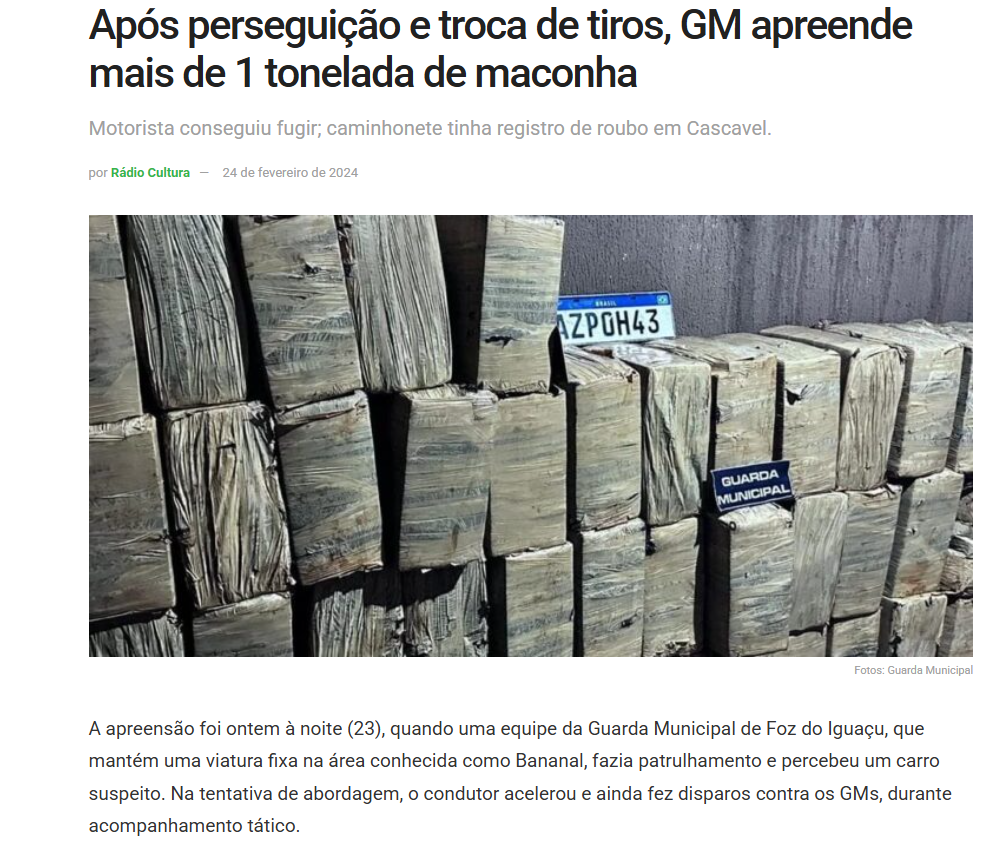 Após perseguição e troca de tiros, GM apreende
mais de 1 tonelada de maconha
Motorista conseguiu fugir; caminhonete tinha registro de roubo em Cascavel.
por Rádio Cultura — 24 de fevereiro de 2024
BRASIL
AZP0H43
GUARDA
MUNICIPAL
Fotos: Guarda Municipal
A apreensão foi ontem à noite (23), quando uma equipe da Guarda Municipal de Foz do Iguaçu, que
mantém uma viatura fixa na área conhecida como Bananal, fazia patrulhamento e percebeu um carro
suspeito. Na tentativa de abordagem, o condutor acelerou e ainda fez disparos contra os GMs, durante
acompanhamento tático.